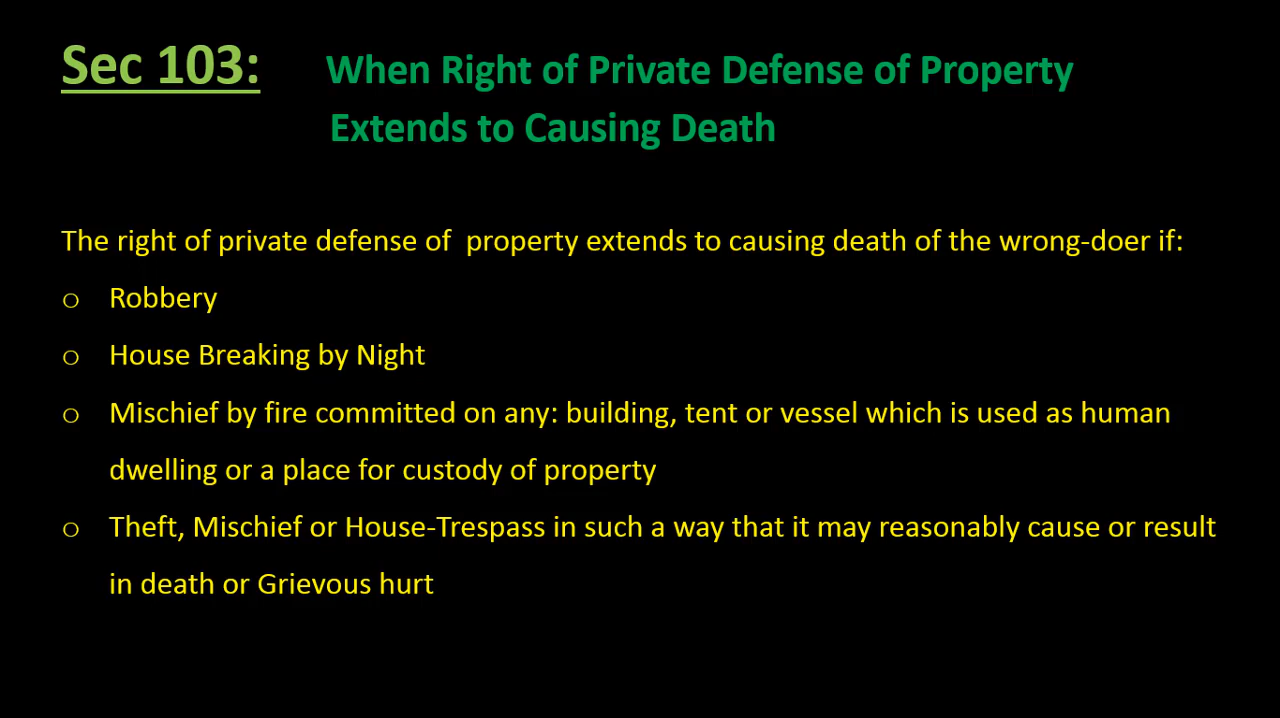 Sec 103: When Right of Private Defense of Property
Extends to Causing Death
The right of private defense of  property extends to causing death of the wrong-doer if:
o Robbery
o House Breaking by Night
o Mischief by fire committed on any: building, tent or vessel which is used as human
dwelling or a place for custody of property
o Theft, Mischief or House-Trespass in such a way that it may reasonably cause or result
in death or Grievous hurt